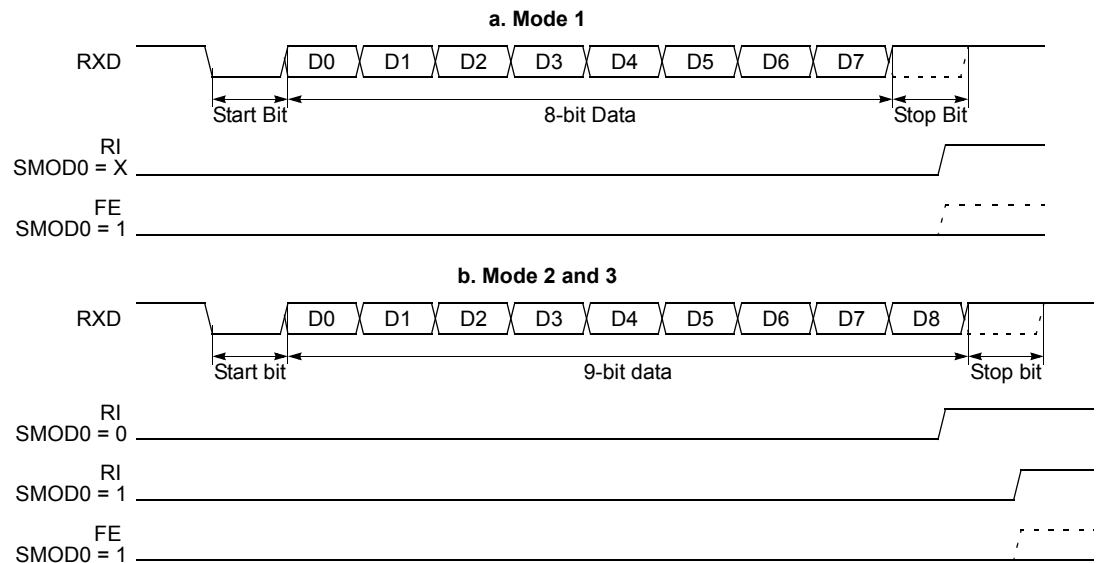 a. Mode 1
RXD
D0 D1 D2 D3 D4 D5 D6 D7
Start Bit 8-bit Data Stop Bit
RI
SMOD0 = X
FE
SMOD0 = 1
b. Mode 2 and 3
RXD
D0 D1 D2 D3 D4 D5 D6 D7 D8
Start bit 9-bit data Stop bit
RI
SMOD0 = 0
RI
SMOD0 = 1
FE
SMOD0 = 1